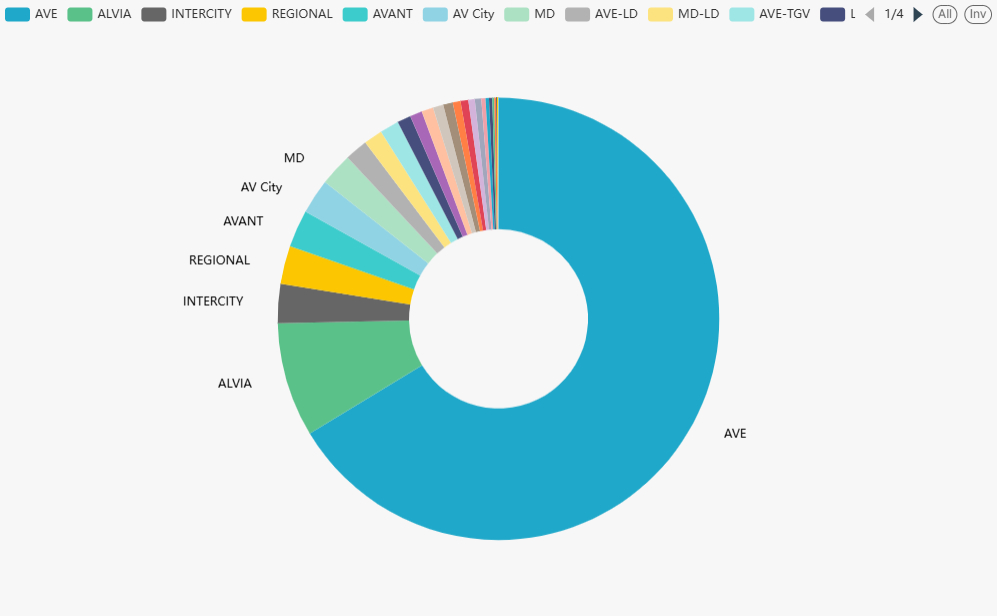 AVE ALVIA INTERCITY REGIONAL AVANT AV City MD AVE-LD MD-LD AVE-TGV 1/4 All Inv
MD
AV City
AVANT
REGIONAL
INTERCITY
ALVIA
AVE